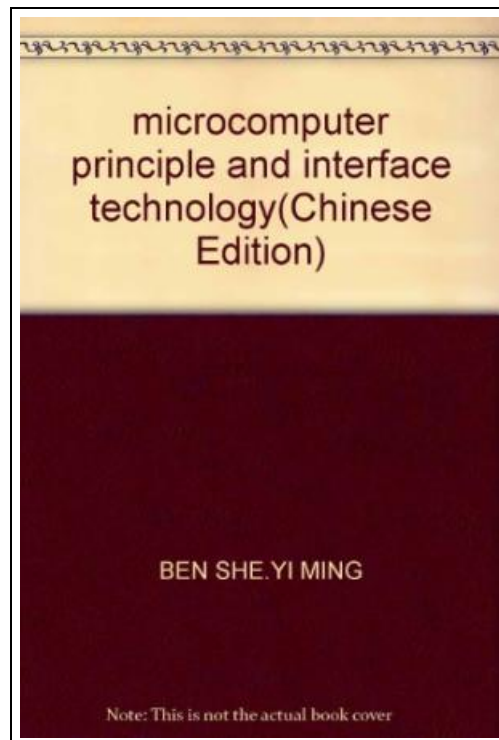 microcomputer
principle and interface
technology(Chinese
Edition)
BEN SHE.YI MING
Note: This is not the actual book cover